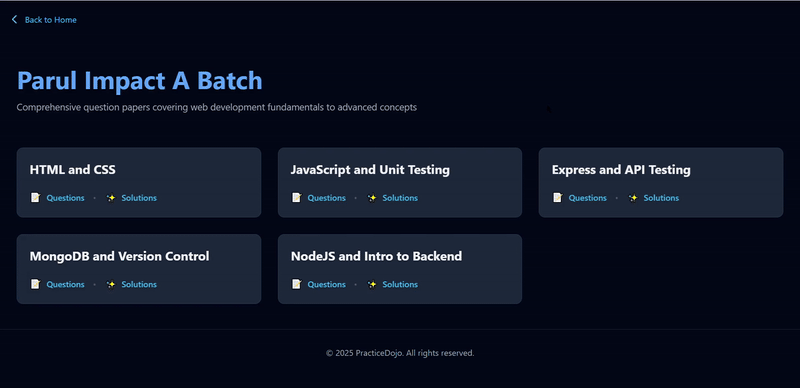 Back to Home
Parul Impact A Batch
Comprehensive question papers covering web development fundamentals to advanced concepts
HTML and CSS
Questions · Solutions
JavaScript and Unit Testing
Questions · Solutions
Express and API Testing
Questions · Solutions
MongoDB and Version Control
Questions · Solutions
NodeJS and Intro to Backend
Questions · Solutions
© 2025 PracticeDojo. All rights reserved.